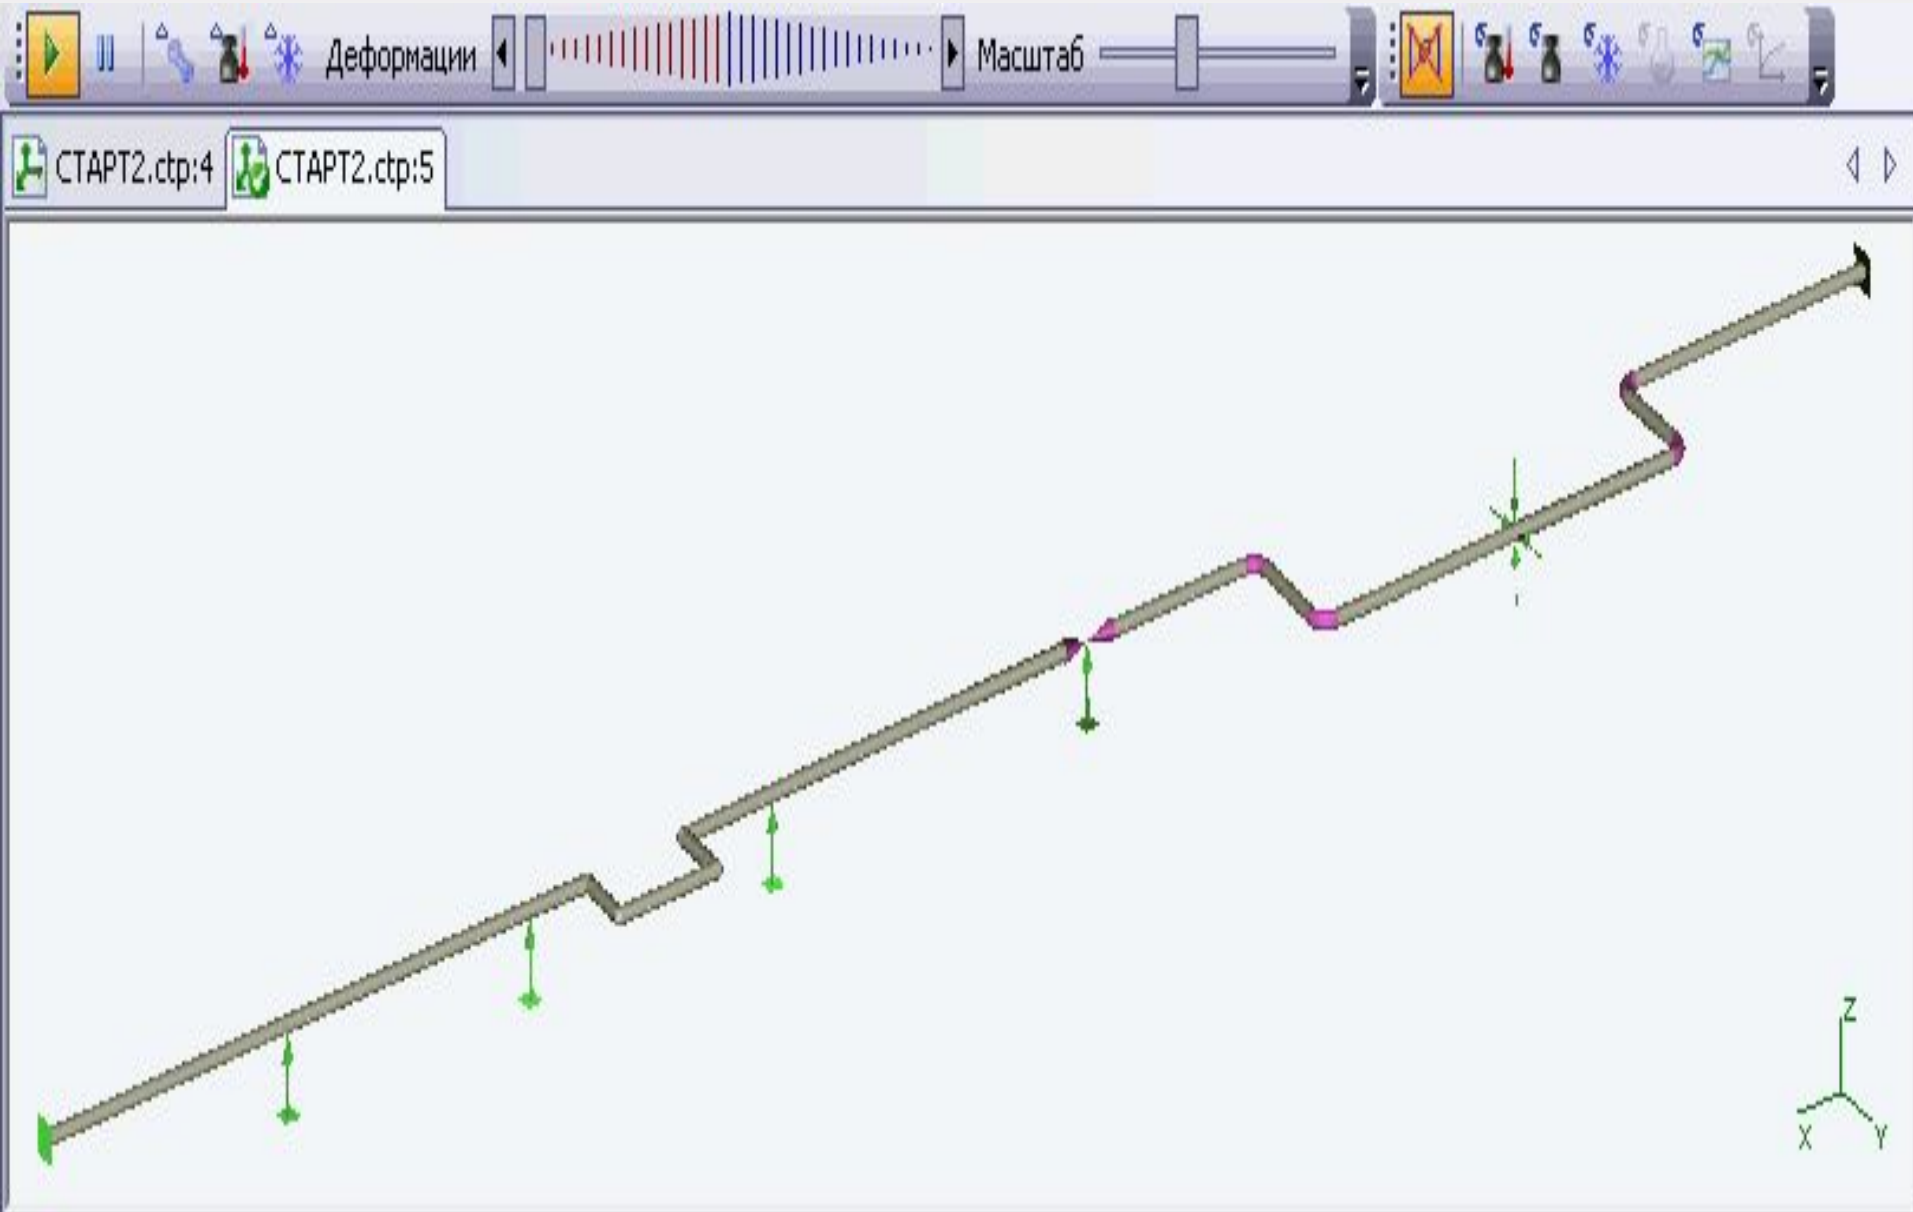 Деформации Масштаб
СТАРТ2.ctp:4 СТАРТ2.ctp:5
Z
X Y